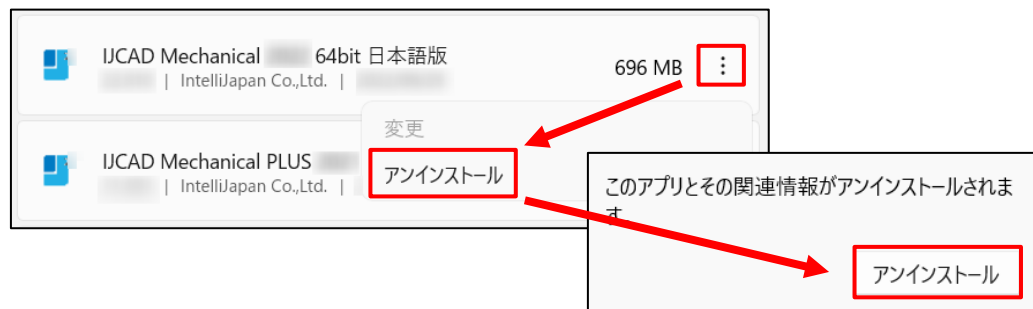 IJCAD Mechanical 64bit 日本語版
| IntelliJapan Co.,Ltd. |
696 MB
変更
アンインストール
IJCAD Mechanical PLUS
| IntelliJapan Co.,Ltd. |
このアプリとその関連情報がアンインストールされま
す。
アンインストール